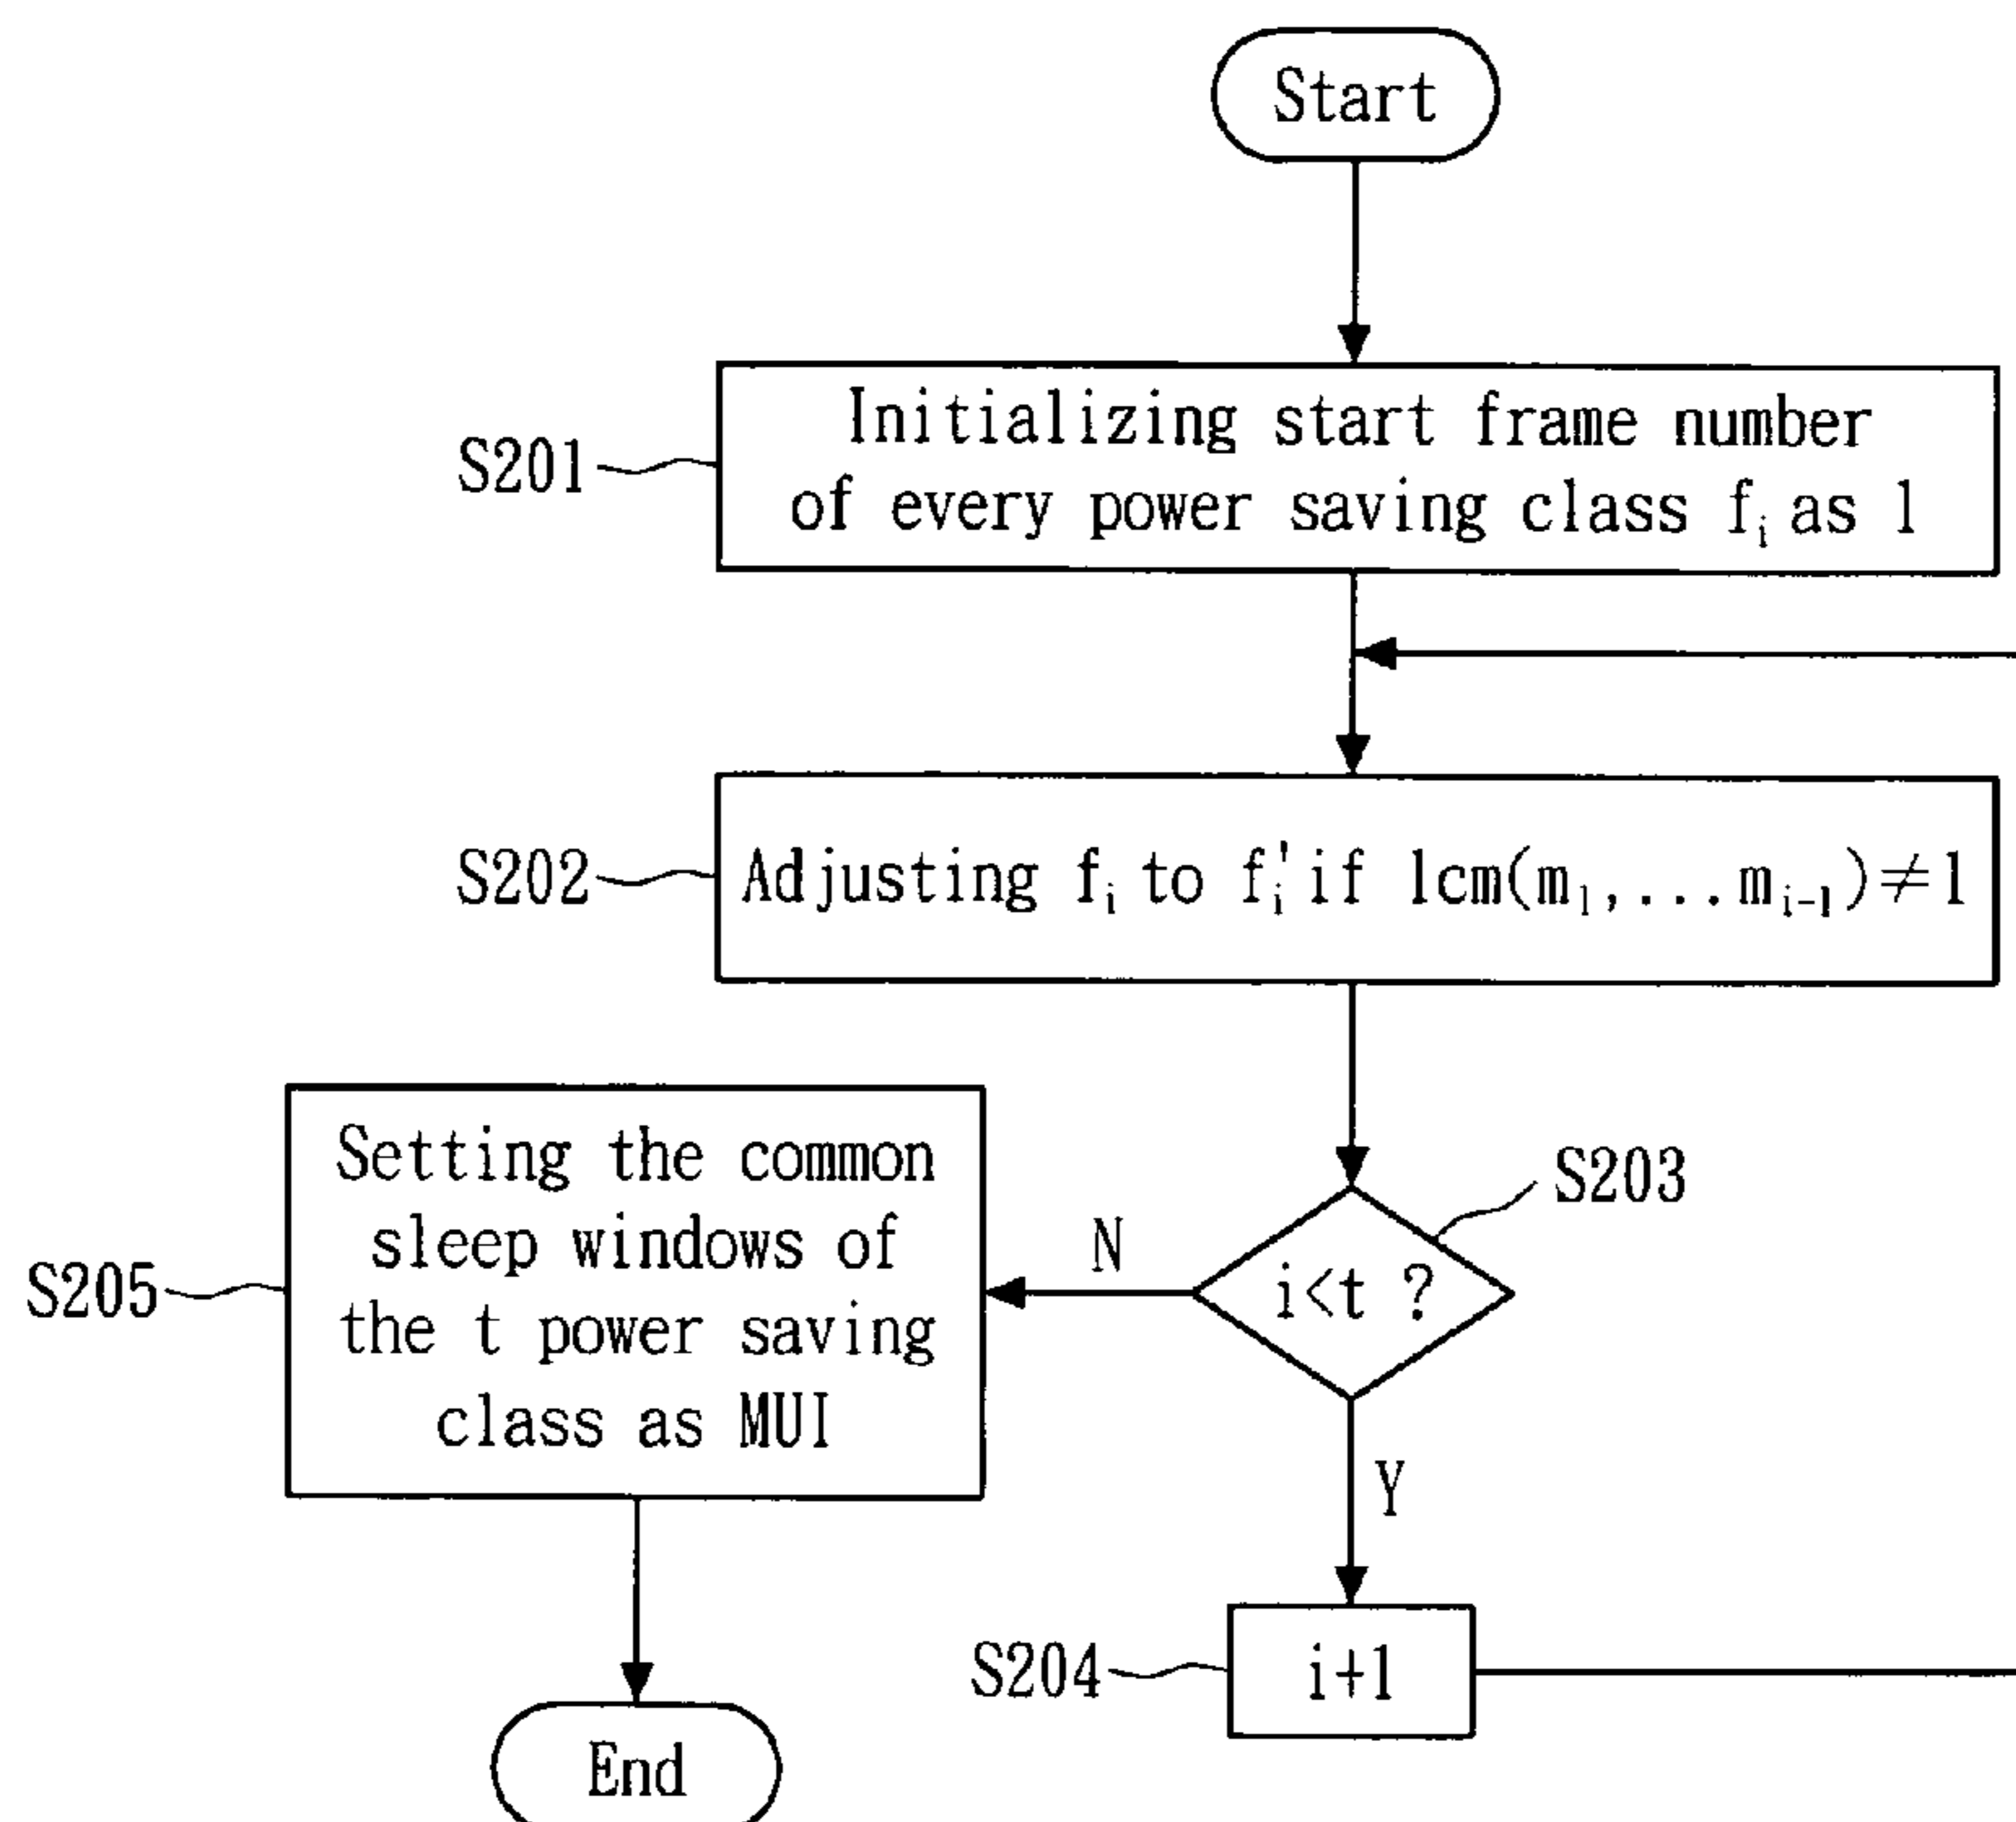 Start
S201
Initializing start frame number
of every power saving class fᵢ as 1
S202
Adjusting fᵢ to fᵢ' if lcm(m₁,...mᵢ₋₁)≠1
S203
i<t ?
N
Y
S205
Setting the common
sleep windows of
the t power saving
class as MUI
S204
i+1
End